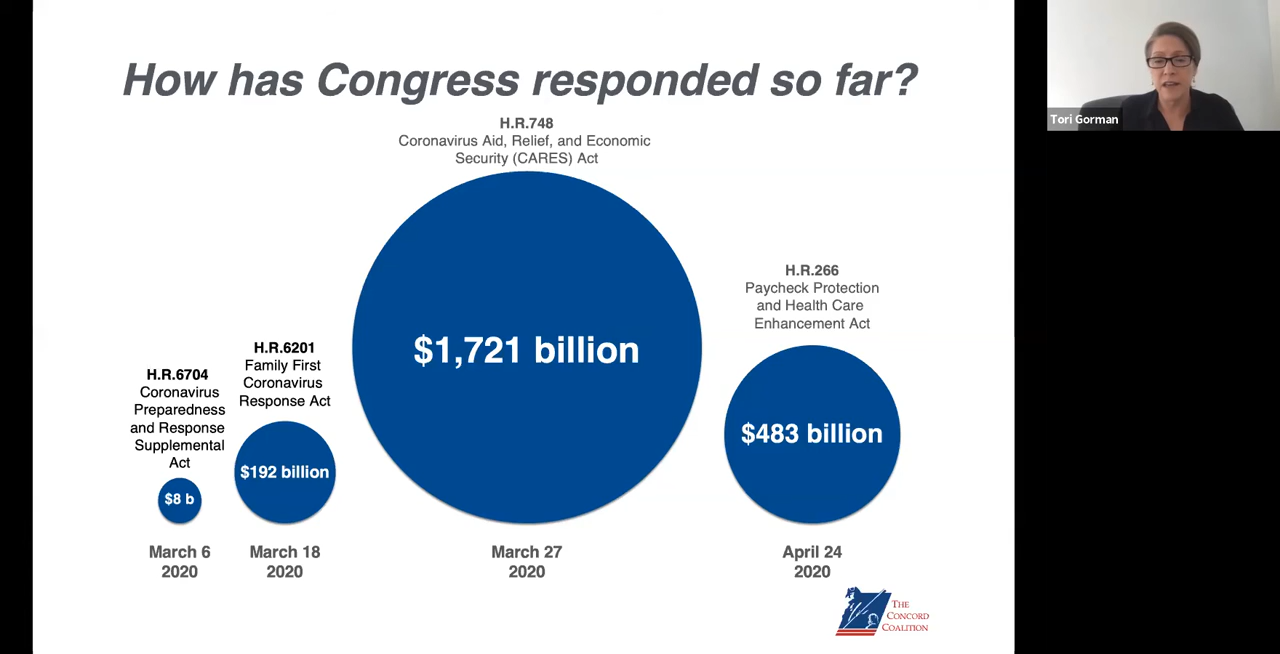 How has Congress responded so far?
H.R.748
Coronavirus Aid, Relief, and Economic
Security (CARES) Act
$1,721 billion
March 27
2020
H.R.6704
Coronavirus
Preparedness
and Response
Supplemental
Act
$8 b
March 6
2020
H.R.6201
Family First
Coronavirus
Response Act
$192 billion
March 18
2020
H.R.266
Paycheck Protection
and Health Care
Enhancement Act
$483 billion
April 24
2020
THE
CONCORD
COALITION
Tori Gorman